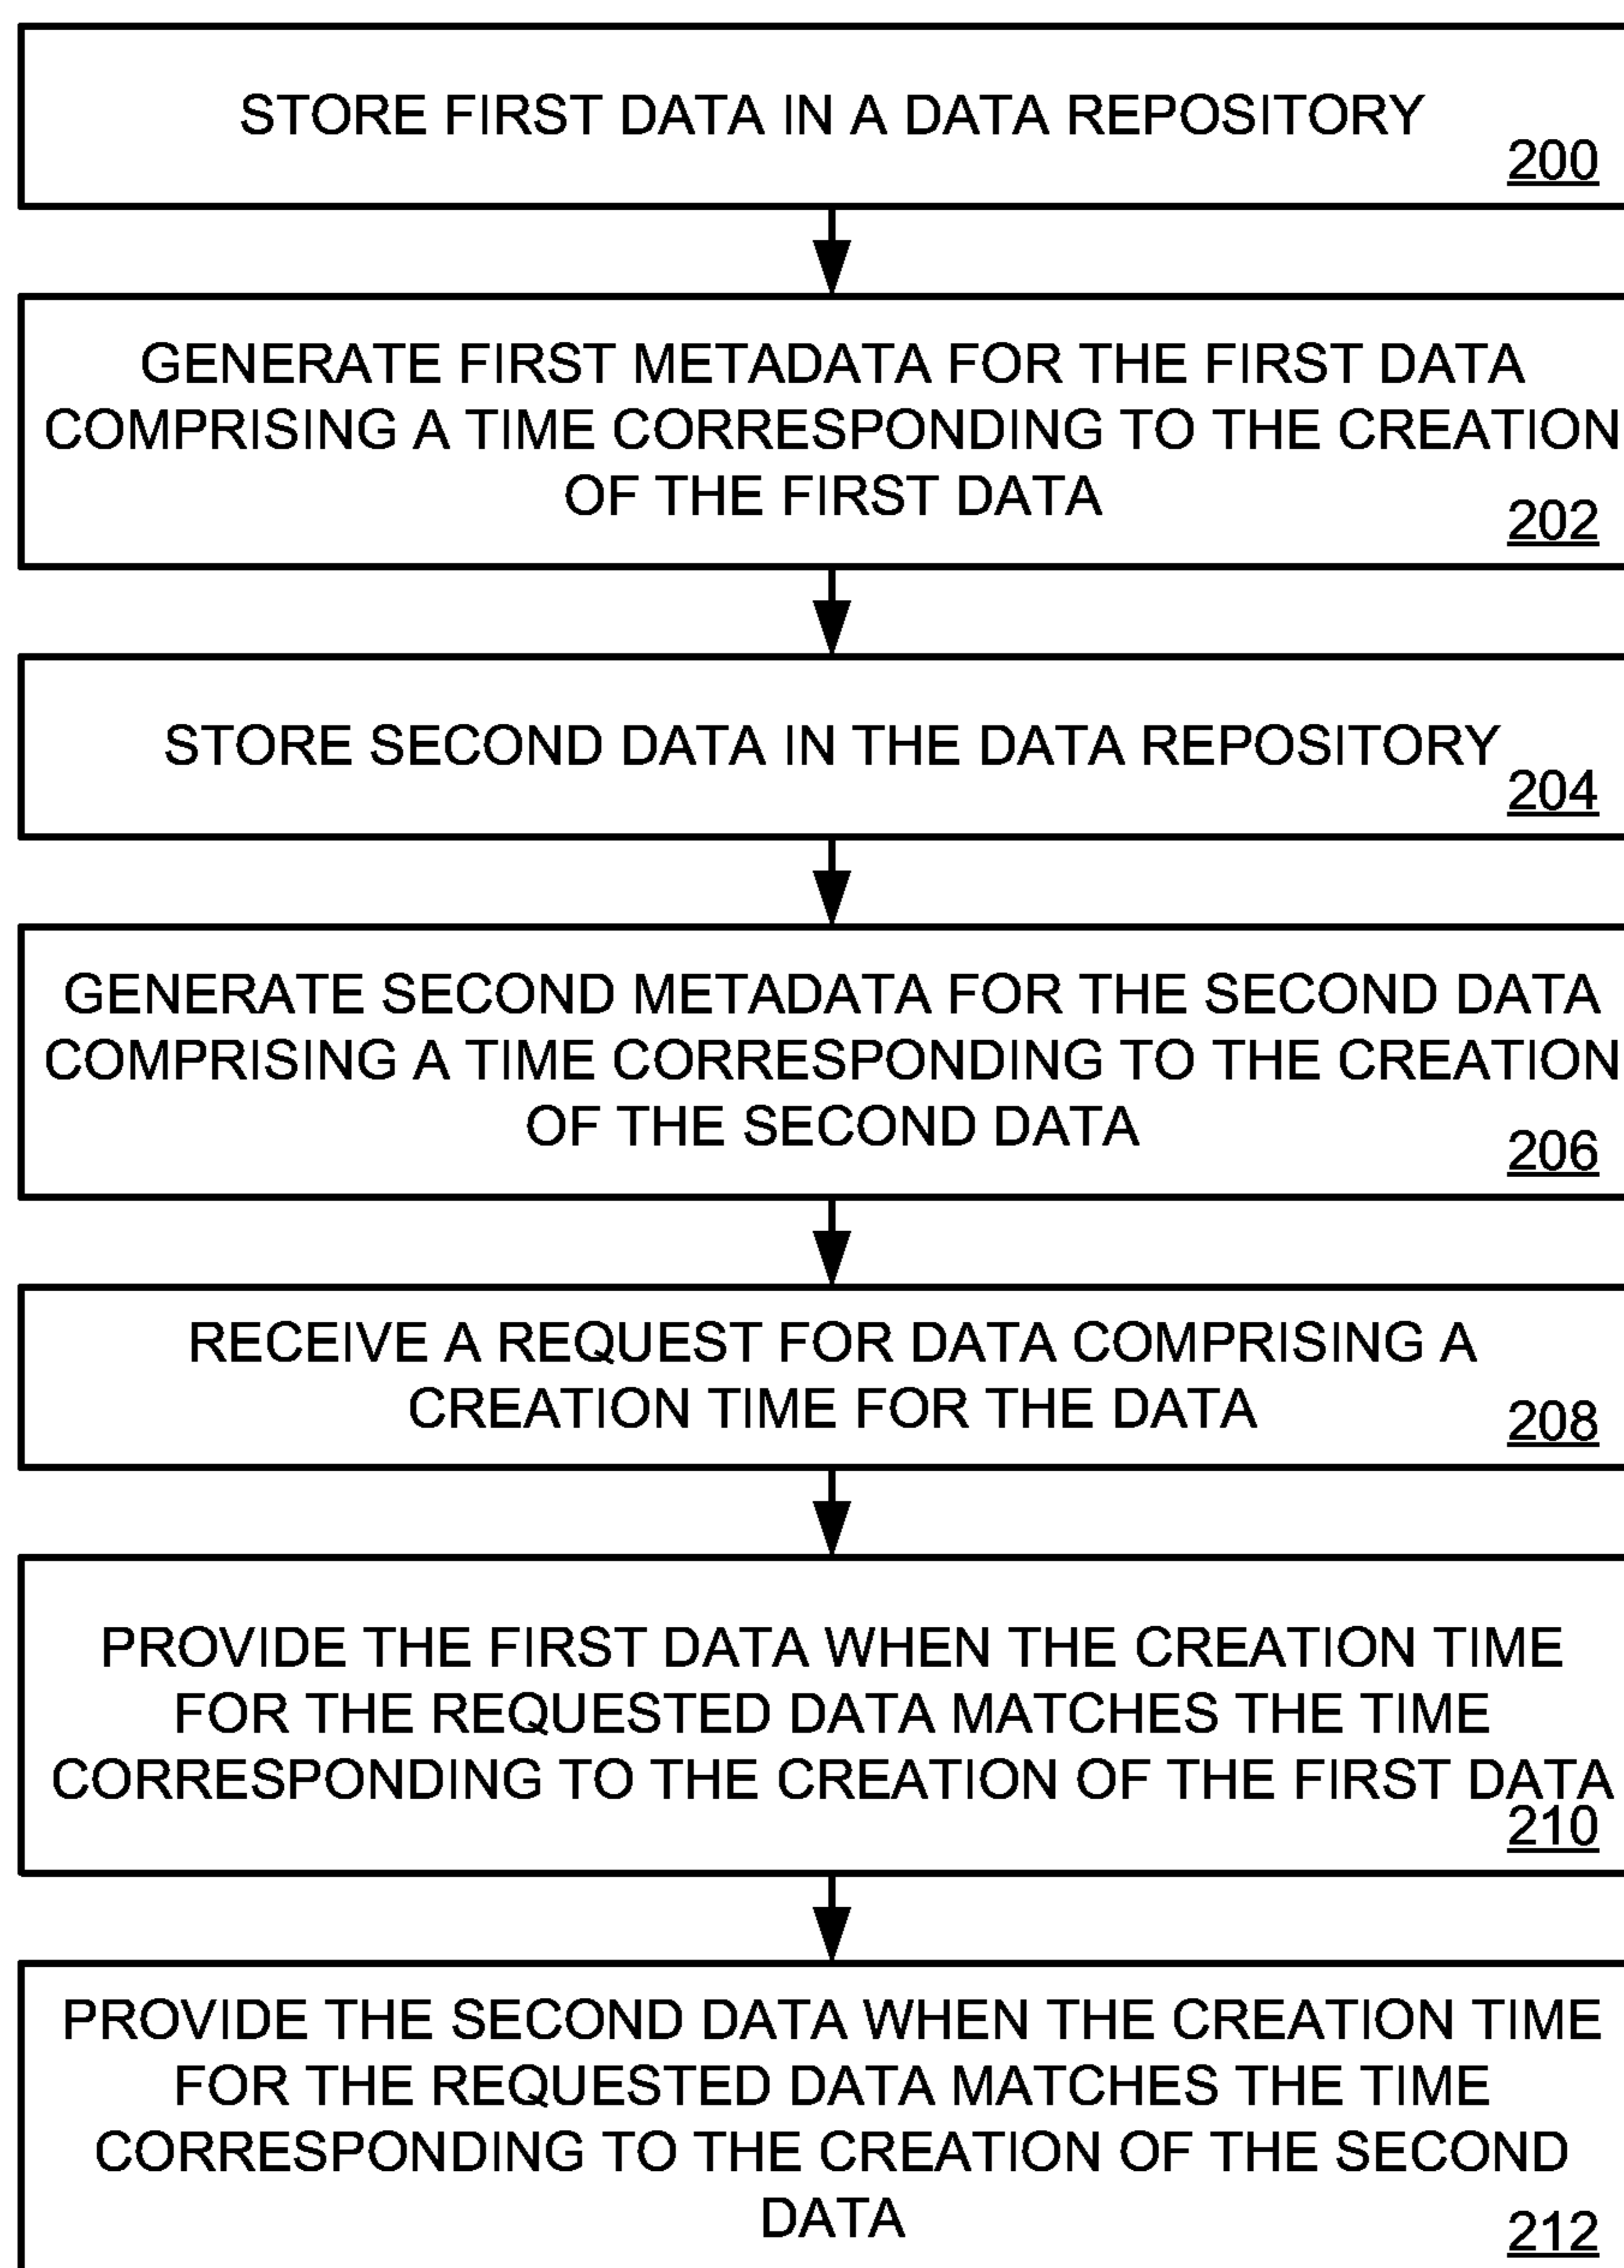 STORE FIRST DATA IN A DATA REPOSITORY
200
GENERATE FIRST METADATA FOR THE FIRST DATA
COMPRISING A TIME CORRESPONDING TO THE CREATION
OF THE FIRST DATA
202
STORE SECOND DATA IN THE DATA REPOSITORY
204
GENERATE SECOND METADATA FOR THE SECOND DATA
COMPRISING A TIME CORRESPONDING TO THE CREATION
OF THE SECOND DATA
206
RECEIVE A REQUEST FOR DATA COMPRISING A
CREATION TIME FOR THE DATA
208
PROVIDE THE FIRST DATA WHEN THE CREATION TIME
FOR THE REQUESTED DATA MATCHES THE TIME
CORRESPONDING TO THE CREATION OF THE FIRST DATA
210
PROVIDE THE SECOND DATA WHEN THE CREATION TIME
FOR THE REQUESTED DATA MATCHES THE TIME
CORRESPONDING TO THE CREATION OF THE SECOND
DATA
212